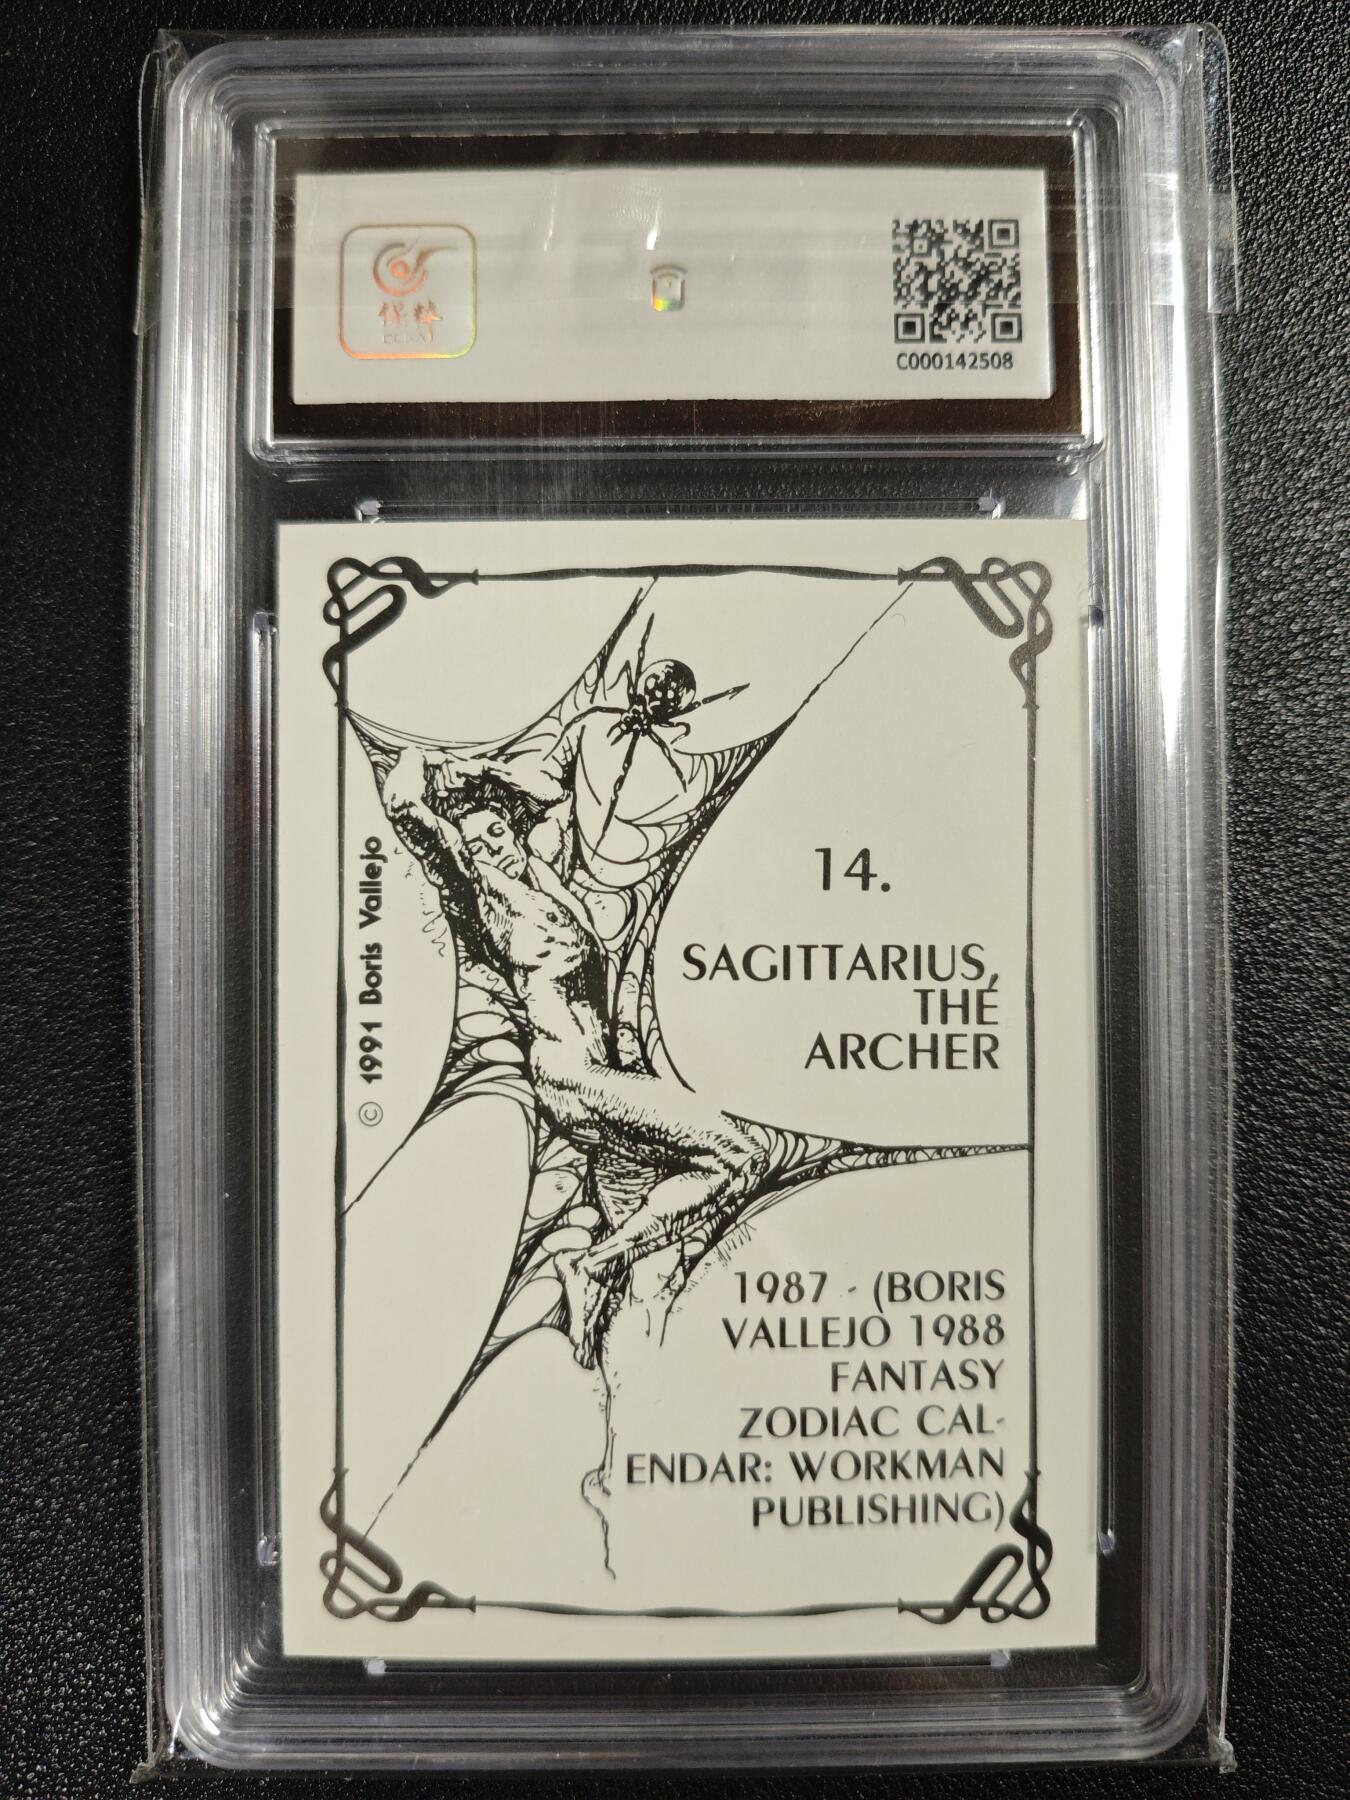 保粹
C000142508
© 1991 Boris Vallejo
14.
SAGITTARIUS,
THE
ARCHER
1987 - (BORIS
VALLEJO 1988
FANTASY
ZODIAC CAL-
ENDAR: WORKMAN
PUBLISHING)